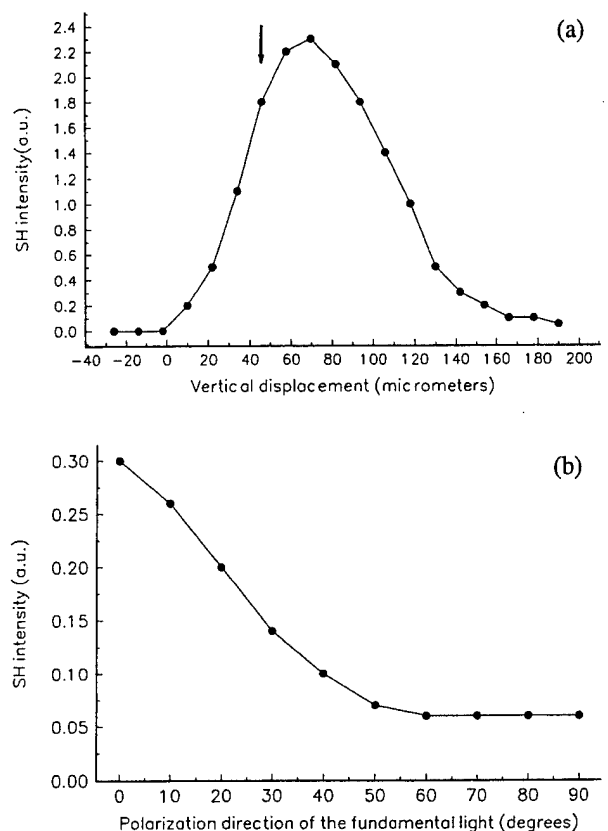 (a)
SH intensity(a.u.)
2.4
2.2
2.0
1.8
1.6
1.4
1.2
1.0
0.8
0.6
0.4
0.2
0.0
−40 −20 0 20 40 60 80 100 120 140 160 180 190
Vertical displacement (micrometers)
(b)
SH intensity (a.u.)
0.30
0.25
0.20
0.15
0.10
0.05
0.00
0 10 20 30 40 50 60 70 80 90
Polarization direction of the fundamental light (degrees)